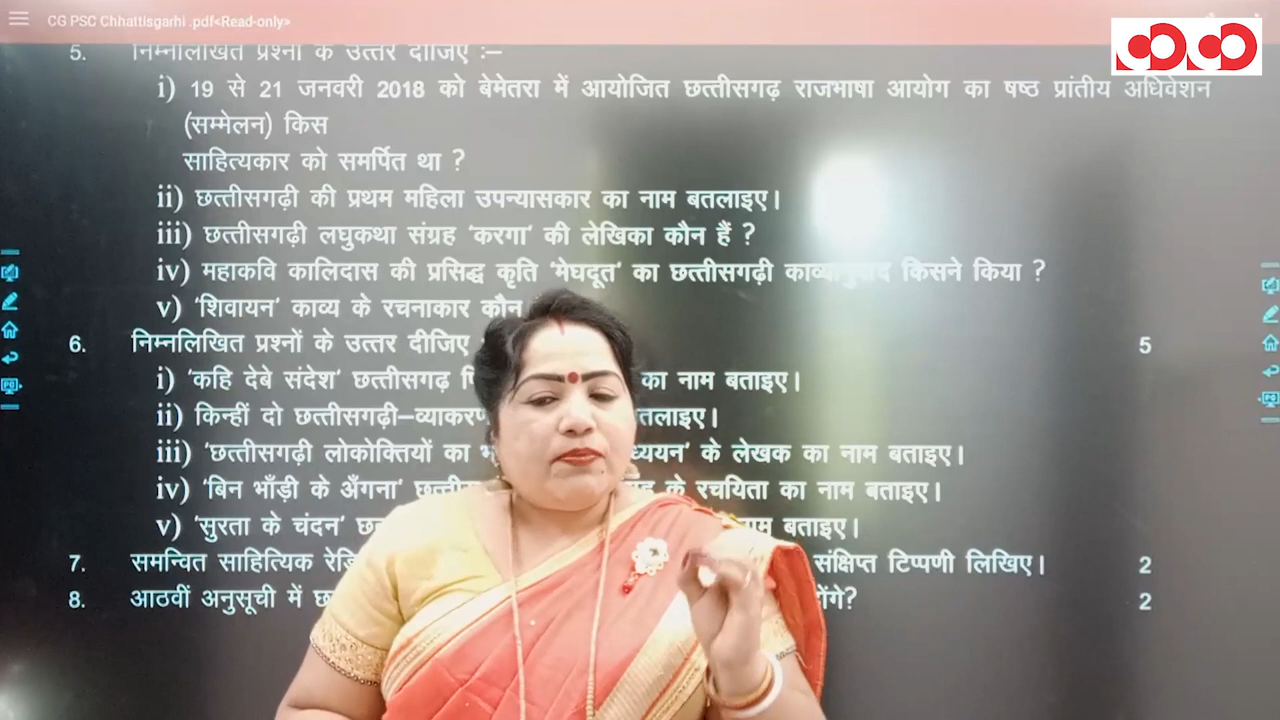 CG PSC Chhattisgarhi .pdf<Read-only>
5. निम्नलिखित प्रश्नों के उत्तर दीजिए :–
i) 19 से 21 जनवरी 2018 को बेमेतरा में आयोजित छत्तीसगढ़ राजभाषा आयोग का षष्ठ प्रांतीय अधिवेशन
(सम्मेलन) किस
साहित्यकार को समर्पित था ?
ii) छत्तीसगढ़ी की प्रथम महिला उपन्यासकार का नाम बतलाइए।
iii) छत्तीसगढ़ी लघुकथा संग्रह ‘करगा’ की लेखिका कौन हैं ?
iv) महाकवि कालिदास की प्रसिद्ध कृति ‘मेघदूत’ का छत्तीसगढ़ी काव्यानुवाद किसने किया ?
v) ‘शिवायन’ काव्य के रचनाकार कौन
6. निम्नलिखित प्रश्नों के उत्तर दीजिए 5
i) ‘कहि देबे संदेश’ छत्तीसगढ़ का नाम बताइए।
ii) किन्हीं दो छत्तीसगढ़ी–व्याकरण
iii) ‘छत्तीसगढ़ी लोकोक्तियों का के लेखक का नाम बताइए।
iv) ‘बिन भाँड़ी के अँगना’ के रचयिता का नाम बताइए।
v) ‘सुरता के चंदन’ बताइए।
7. समन्वित साहित्यिक संक्षिप्त टिप्पणी लिखिए। 2
8. आठवीं अनुसूची में 2